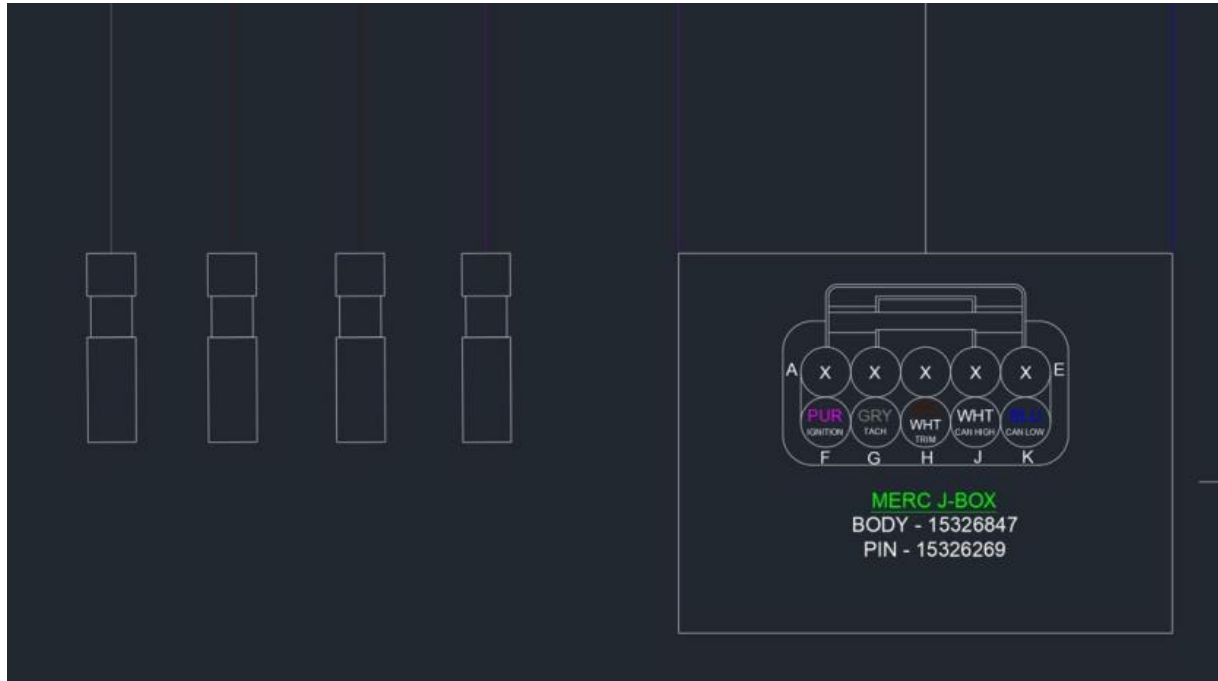 A X X X X X E
PUR GRY WHT BLU
IGNITION TACH WHT CAN HIGH CAN LOW
TRIM
F G H J K
MERC J-BOX
BODY - 15326847
PIN - 15326269